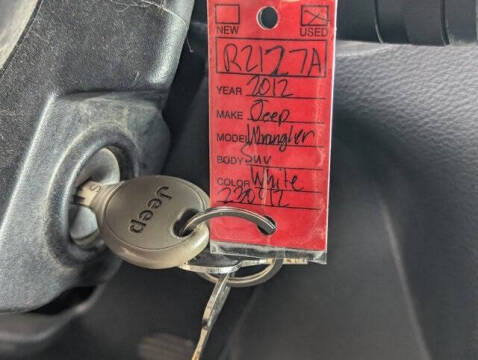 NEW USED
R2127A
YEAR 2012
MAKE Jeep
MODEL Wrangler
BODY Suv
COLOR White
Jeep